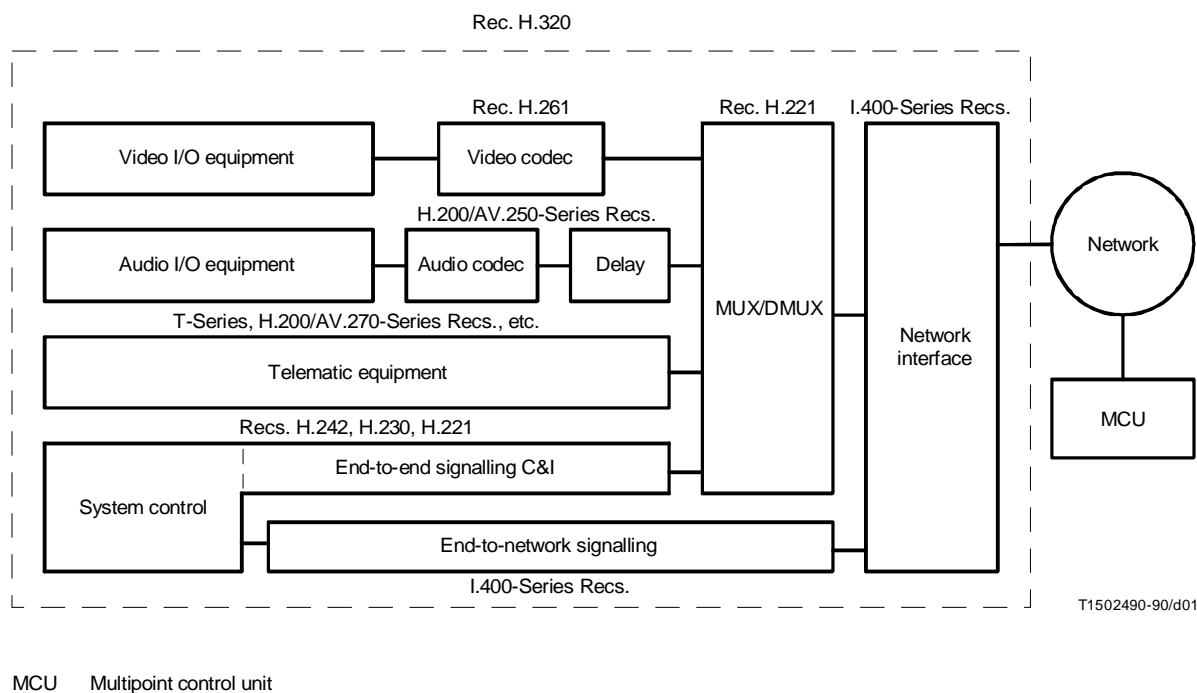 Rec. H.320
Rec. H.261
Rec. H.221
I.400-Series Recs.
Video I/O equipment
Video codec
H.200/AV.250-Series Recs.
Audio I/O equipment
Audio codec
Delay
Network
T-Series, H.200/AV.270-Series Recs., etc.
MUX/DMUX
Network
interface
Telematic equipment
MCU
Recs. H.242, H.230, H.221
End-to-end signalling C&I
System control
End-to-network signalling
I.400-Series Recs.
T1502490-90/d01
MCU Multipoint control unit